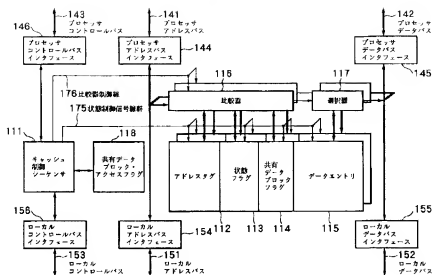 143
プロセッサ
コントロールバス
141
プロセッサ
アドレスバス
142
プロセッサ
データバス
146
プロセッサ
コントロールバス
インタフェース
プロセッサ
アドレスバス
インタフェース
144
プロセッサ
データバス
インタフェース
145
176比較器制御線
175状態制御信号線群
116
比較器
117
選択器
111
キャッシュ
制御
シーケンサ
118
共有データ
ブロック・
アクセスフラグ
アドレスタグ
状態
フラグ
共有
データ
ブロック
フラグ
データエントリ
112
113
114
115
156
ローカル
コントロールバス
インタフェース
ローカル
アドレスバス
インタフェース
154
155
ローカル
データバス
インタフェース
153
ローカル
コントロールバス
151
ローカル
アドレスバス
152
ローカル
データバス